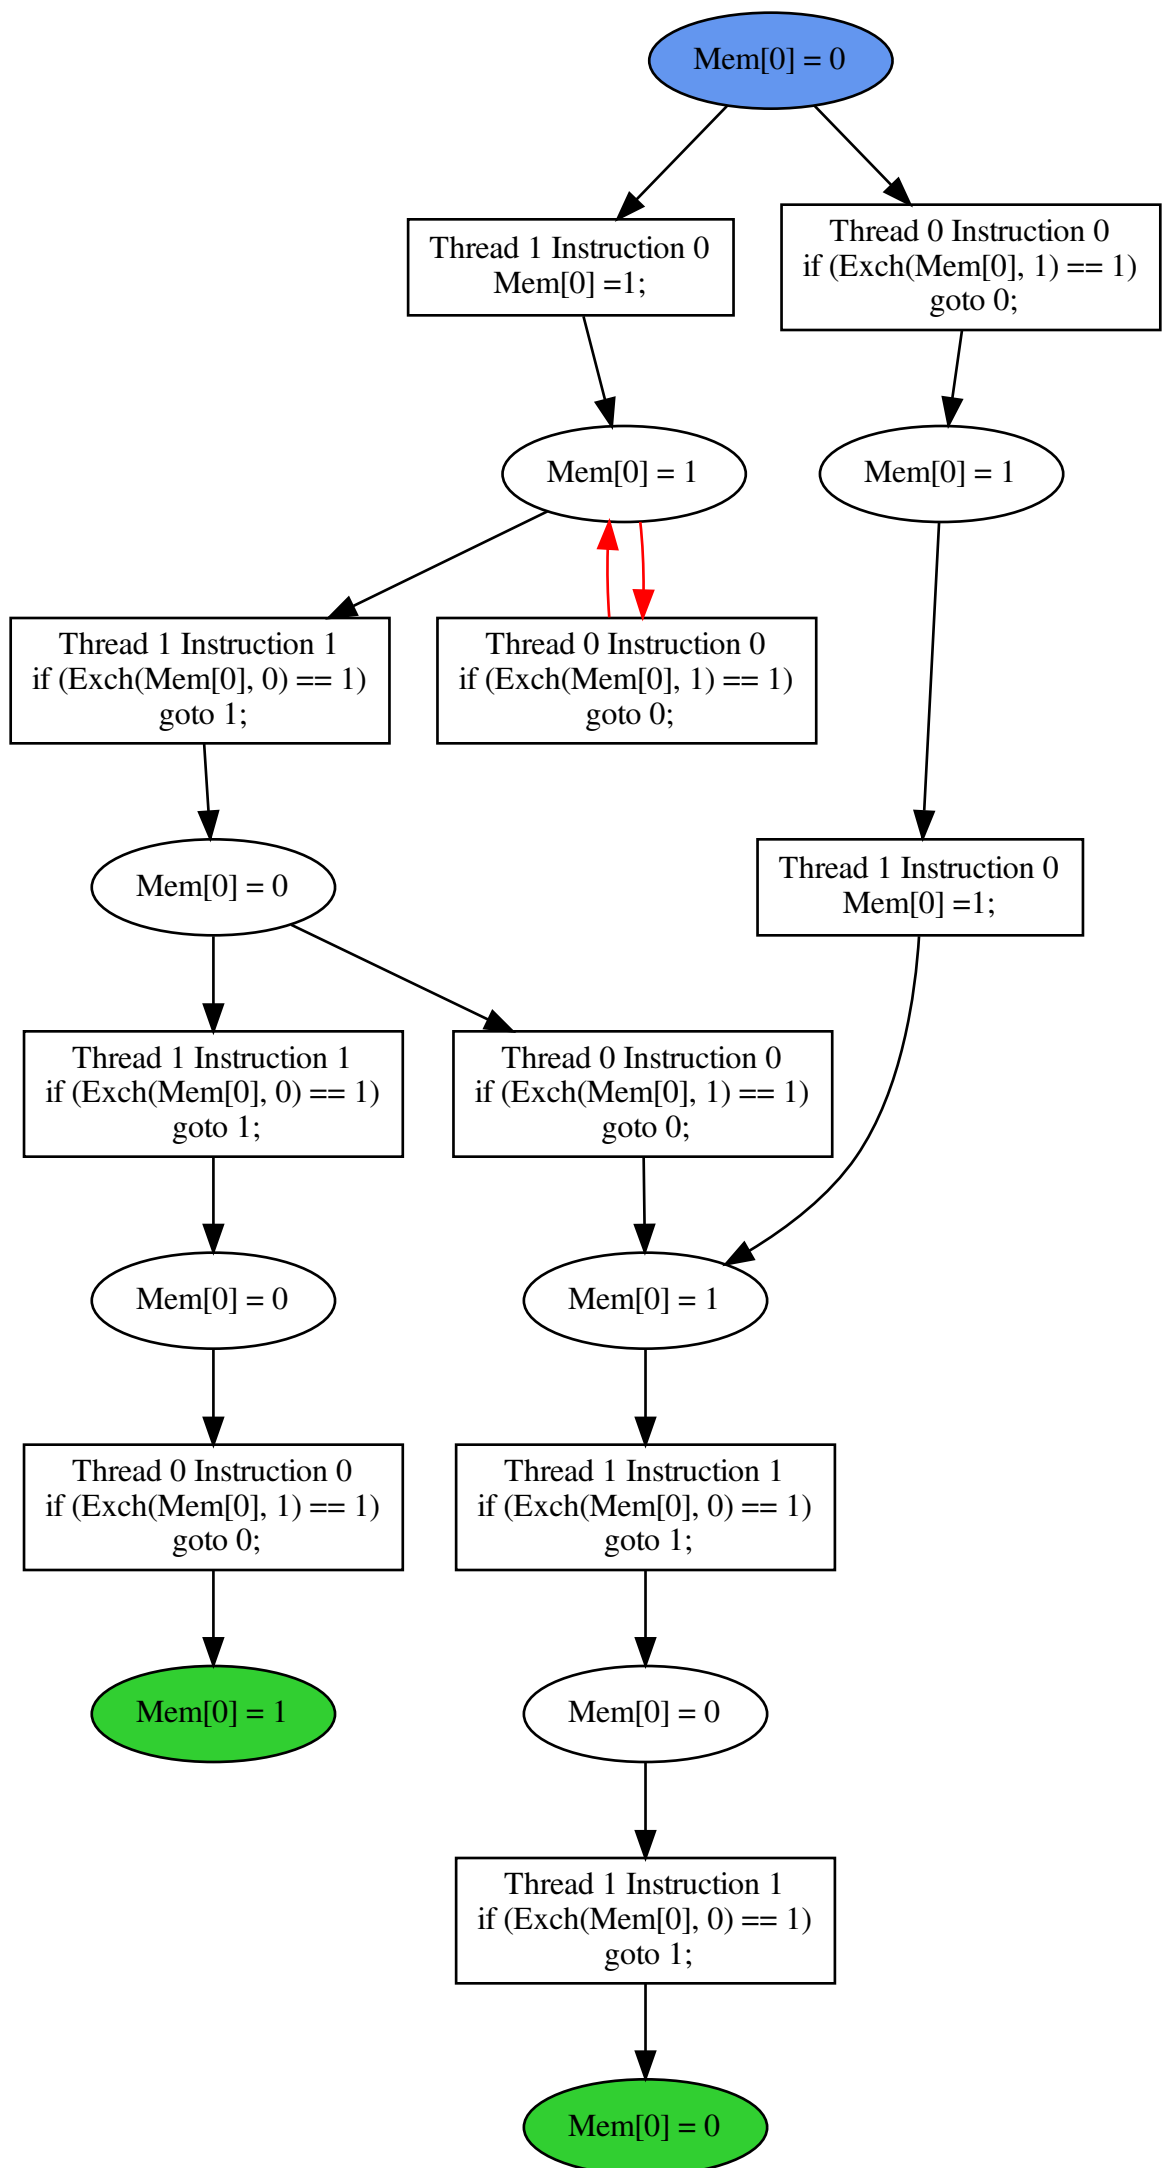 Mem[0] = 0
Thread 1 Instruction 0
Mem[0] =1;
Thread 0 Instruction 0
if (Exch(Mem[0], 1) == 1)
goto 0;
Mem[0] = 1
Mem[0] = 1
Thread 1 Instruction 1
if (Exch(Mem[0], 0) == 1)
goto 1;
Thread 0 Instruction 0
if (Exch(Mem[0], 1) == 1)
goto 0;
Mem[0] = 0
Thread 1 Instruction 0
Mem[0] =1;
Thread 1 Instruction 1
if (Exch(Mem[0], 0) == 1)
goto 1;
Thread 0 Instruction 0
if (Exch(Mem[0], 1) == 1)
goto 0;
Mem[0] = 0
Mem[0] = 1
Thread 0 Instruction 0
if (Exch(Mem[0], 1) == 1)
goto 0;
Thread 1 Instruction 1
if (Exch(Mem[0], 0) == 1)
goto 1;
Mem[0] = 1
Mem[0] = 0
Thread 1 Instruction 1
if (Exch(Mem[0], 0) == 1)
goto 1;
Mem[0] = 0